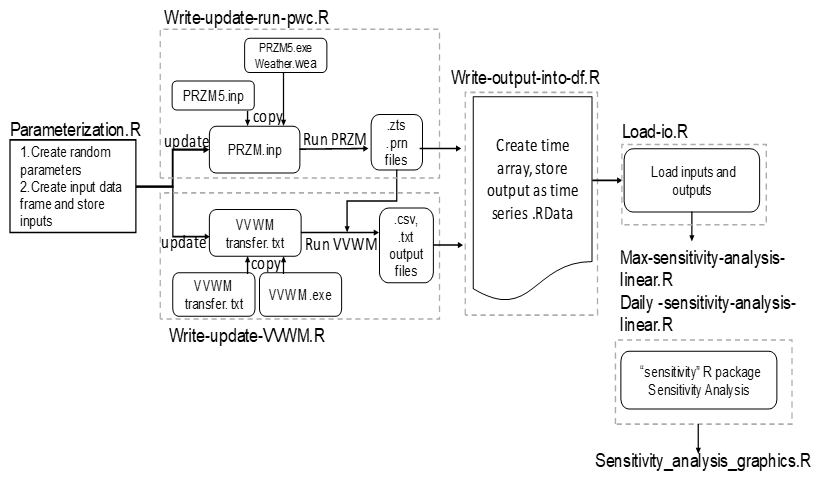 Write-update-run-pwc.R
PRZM5.exe
Weather.wea
PRZM5.inp
copy
Parameterization.R
1.Create random
parameters
2.Create input data
frame and store
inputs
update
PRZM.inp
Run PRZM
.zts
.prn
files
update
VVWM
transfer.txt
Run VVWM
.csv,
.txt
output
files
copy
VVWM
transfer.txt
VVWM.exe
Write-update-VVWM.R
Write-output-into-df.R
Create time
array, store
output as time
series .RData
Load-io.R
Load inputs and
outputs
Max-sensitivity-analysis-
linear.R
Daily -sensitivity-analysis-
linear.R
“sensitivity” R package
Sensitivity Analysis
Sensitivity_analysis_graphics.R